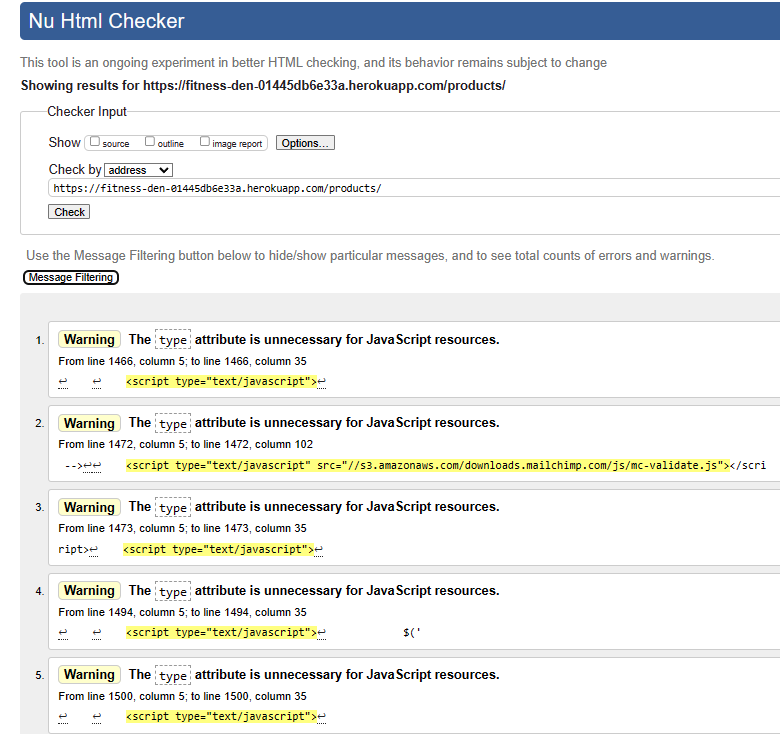 Nu Html Checker
This tool is an ongoing experiment in better HTML checking, and its behavior remains subject to change
Showing results for https://fitness-den-01445db6e33a.herokuapp.com/products/
Checker Input
Show source outline image report Options...
Check by address
https://fitness-den-01445db6e33a.herokuapp.com/products/
Check
Use the Message Filtering button below to hide/show particular messages, and to see total counts of errors and warnings.
Message Filtering
1. Warning The type attribute is unnecessary for JavaScript resources.
From line 1466, column 5; to line 1466, column 35
↩ ↩ <script type="text/javascript">↩
2. Warning The type attribute is unnecessary for JavaScript resources.
From line 1472, column 5; to line 1472, column 102
-->↩↩ <script type="text/javascript" src="//s3.amazonaws.com/downloads.mailchimp.com/js/mc-validate.js"></scri
3. Warning The type attribute is unnecessary for JavaScript resources.
From line 1473, column 5; to line 1473, column 35
ript>↩ <script type="text/javascript">↩
4. Warning The type attribute is unnecessary for JavaScript resources.
From line 1494, column 5; to line 1494, column 35
↩ ↩ <script type="text/javascript">↩ $('
5. Warning The type attribute is unnecessary for JavaScript resources.
From line 1500, column 5; to line 1500, column 35
↩ ↩ <script type="text/javascript">↩